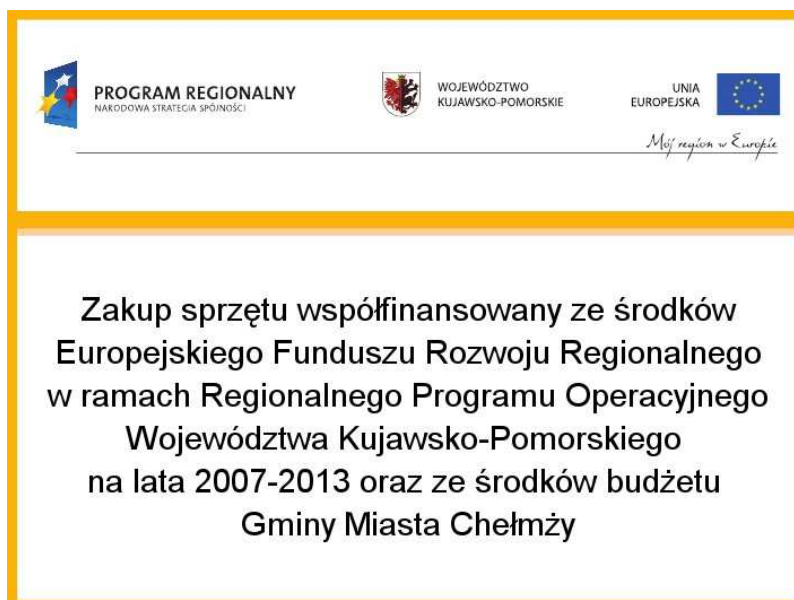 PROGRAM REGIONALNY
NARODOWA STRATEGIA SPÓJNOŚCI
WOJEWÓDZTWO
KUJAWSKO-POMORSKIE
UNIA
EUROPEJSKA
Mój region w Europie
Zakup sprzętu współfinansowany ze środków
Europejskiego Funduszu Rozwoju Regionalnego
w ramach Regionalnego Programu Operacyjnego
Województwa Kujawsko-Pomorskiego
na lata 2007-2013 oraz ze środków budżetu
Gminy Miasta Chełmży